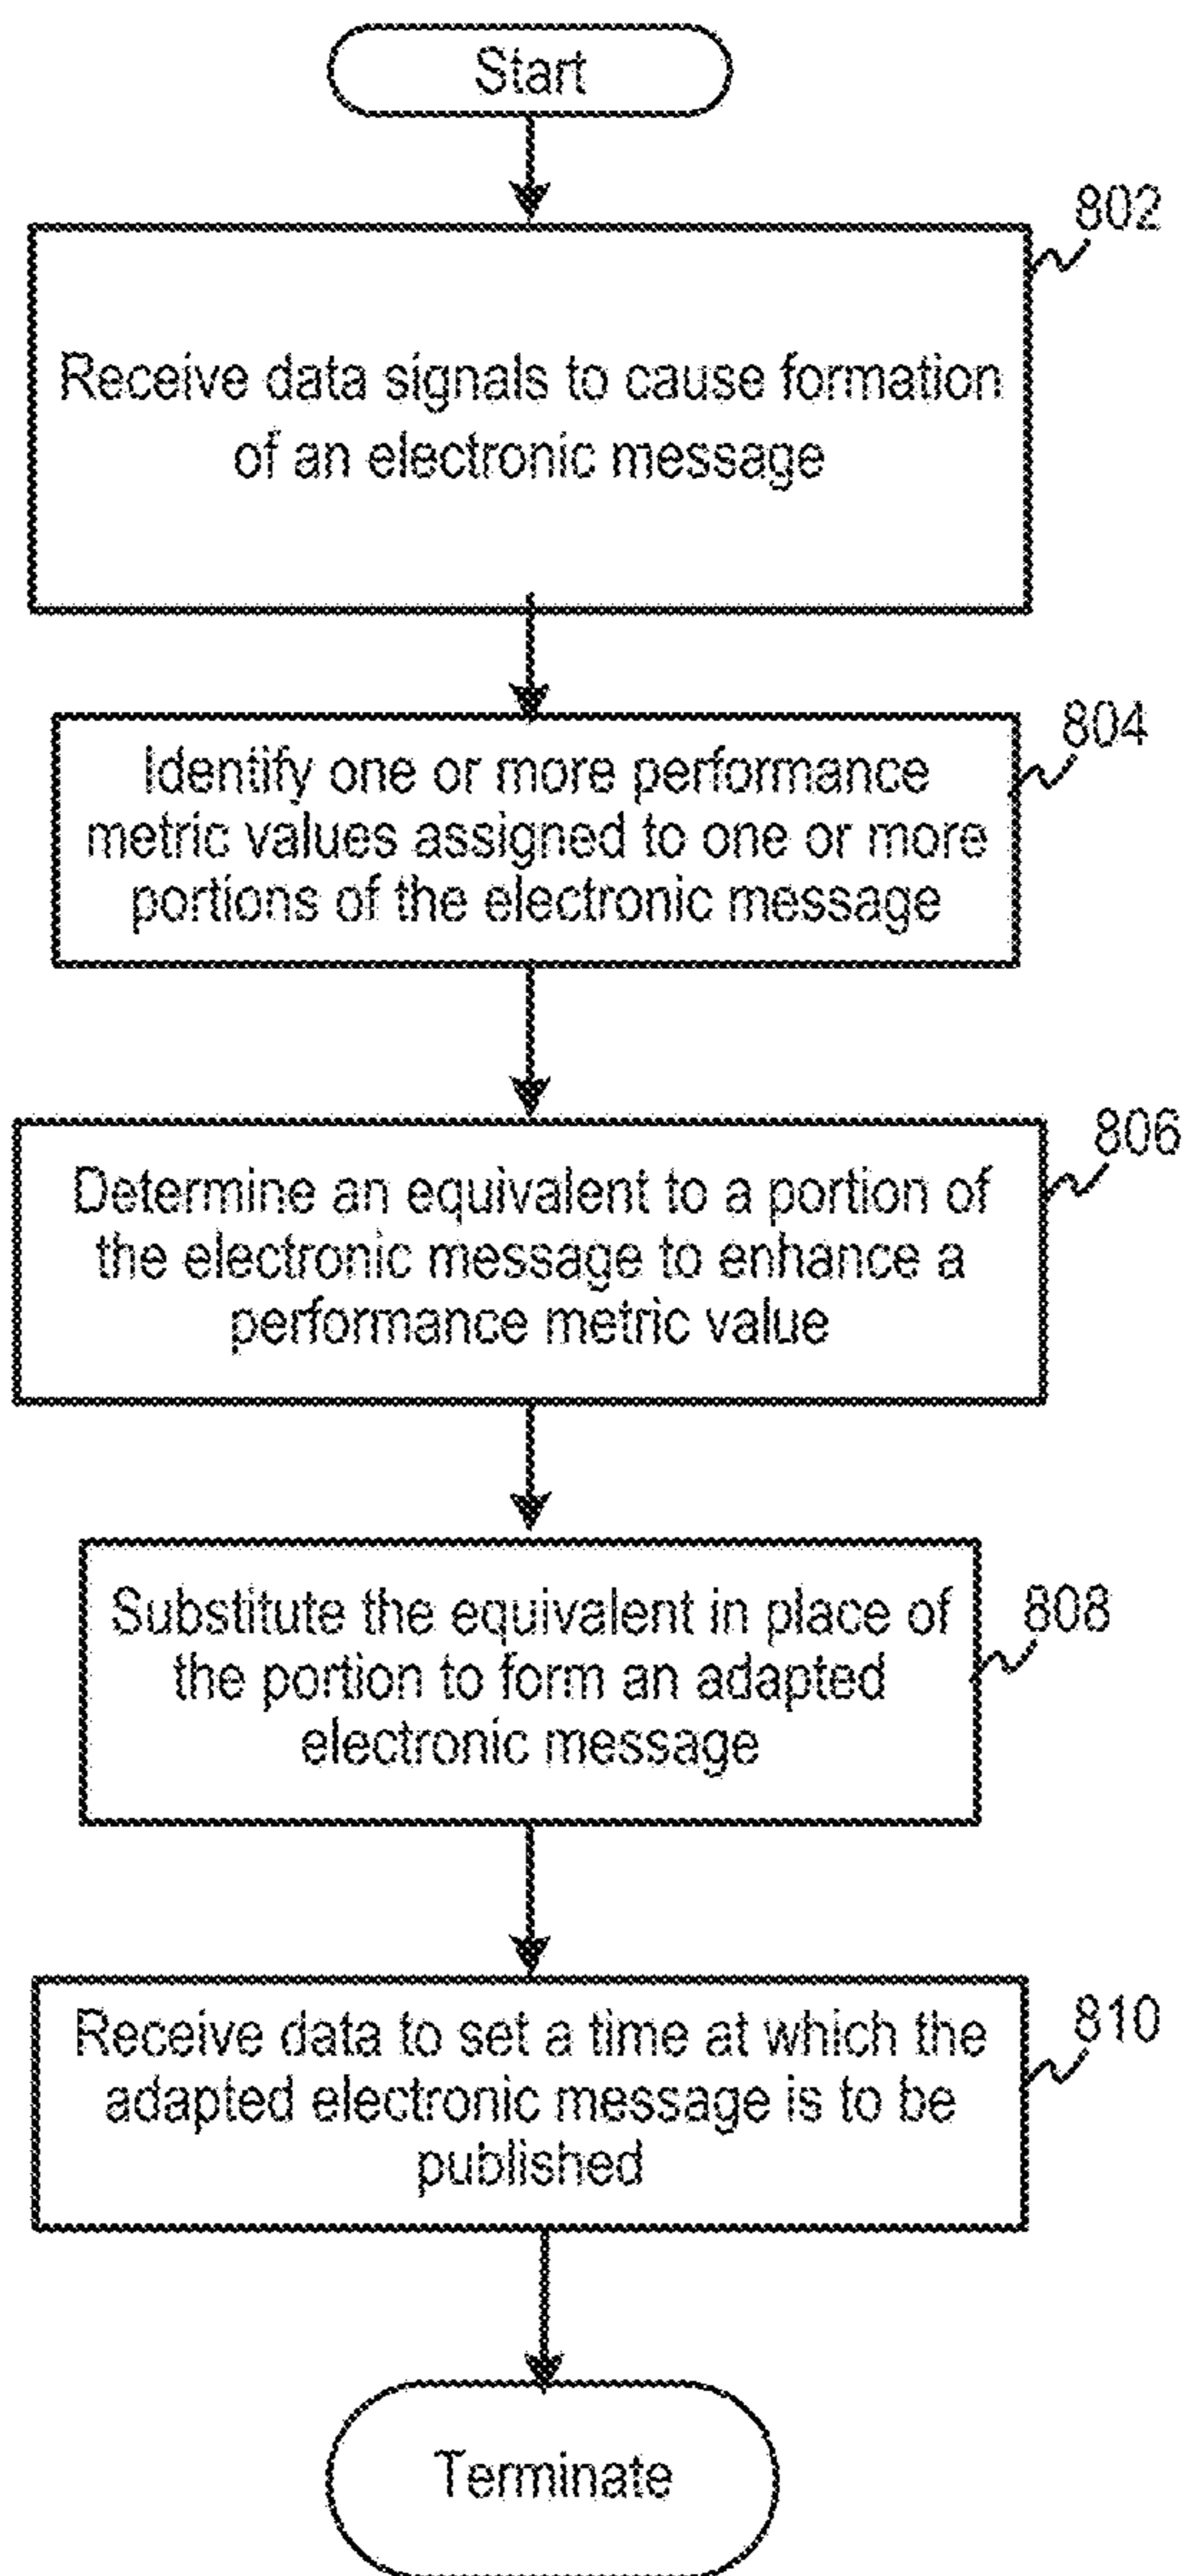 Start
802
Receive data signals to cause formation
of an electronic message
804
Identify one or more performance
metric values assigned to one or more
portions of the electronic message
806
Determine an equivalent to a portion of
the electronic message to enhance a
performance metric value
808
Substitute the equivalent in place of
the portion to form an adapted
electronic message
810
Receive data to set a time at which the
adapted electronic message is to be
published
Terminate